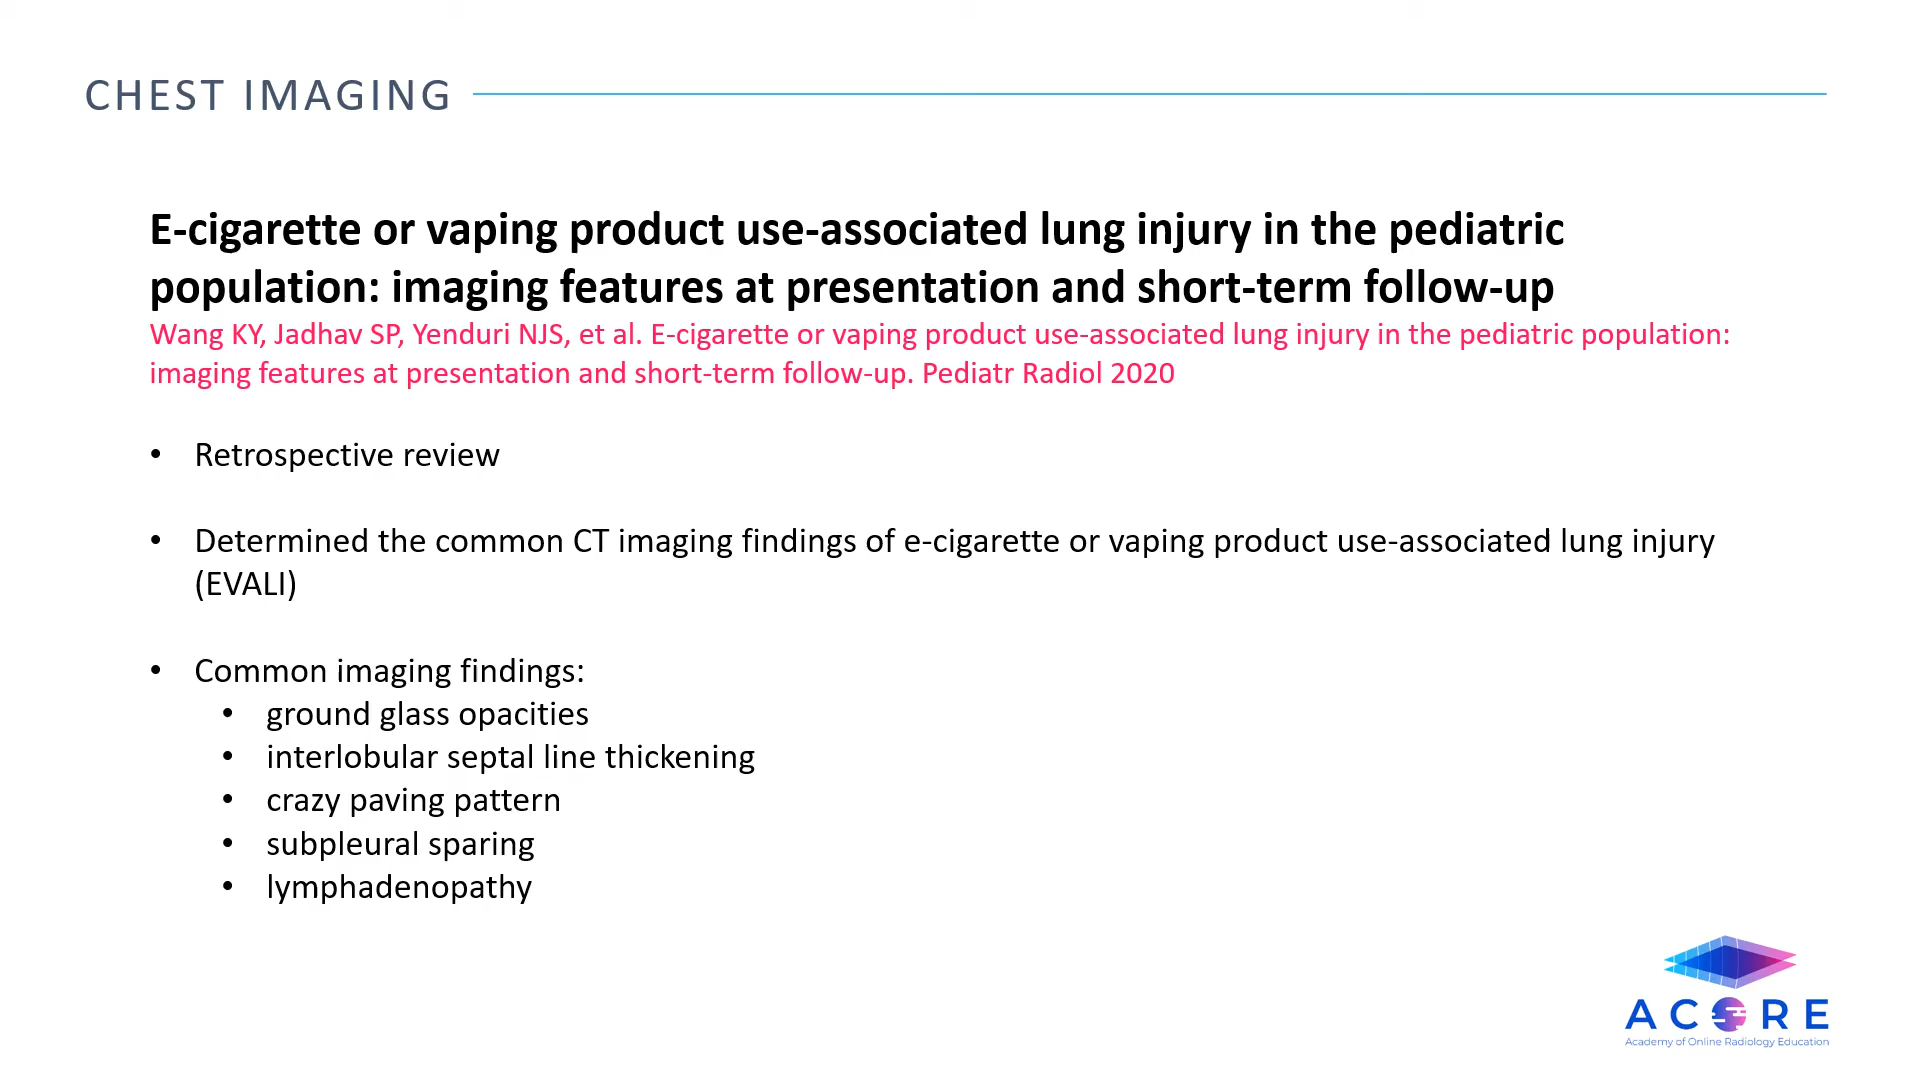 CHEST IMAGING
E-cigarette or vaping product use-associated lung injury in the pediatric
population: imaging features at presentation and short-term follow-up
Wang KY, Jadhav SP, Yenduri NJS, et al. E-cigarette or vaping product use-associated lung injury in the pediatric population:
imaging features at presentation and short-term follow-up. Pediatr Radiol 2020
• Retrospective review
• Determined the common CT imaging findings of e-cigarette or vaping product use-associated lung injury
(EVALI)
• Common imaging findings:
• ground glass opacities
• interlobular septal line thickening
• crazy paving pattern
• subpleural sparing
• lymphadenopathy
ACORE
Academy of Online Radiology Education